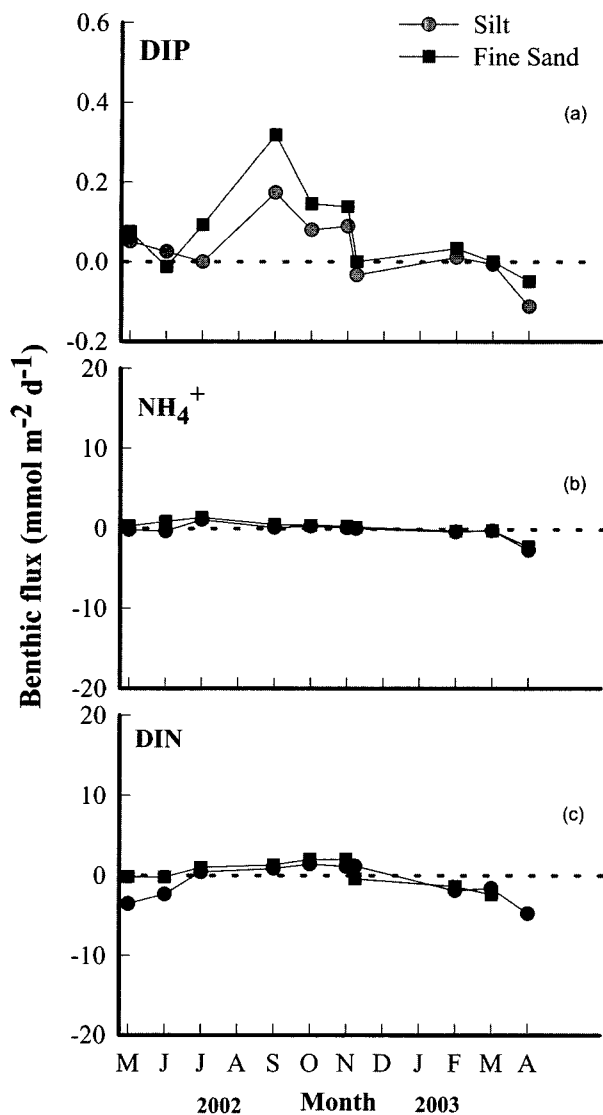 Silt
Fine Sand
DIP
(a)
0.6
0.4
0.2
0.0
-0.2
NH4+
(b)
20
10
0
-10
-20
DIN
(c)
20
10
0
-10
-20
Benthic flux (mmol m-2 d-1)
M J J A S O N D J F M A
2002 Month 2003